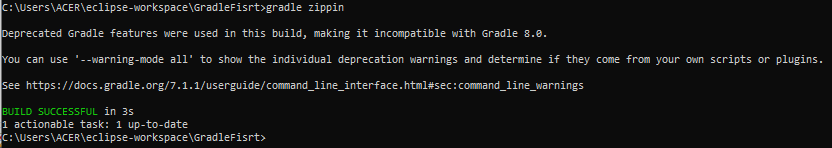 C:\Users\ACER\eclipse-workspace\GradleFisrt>gradle zippin
Deprecated Gradle features were used in this build, making it incompatible with Gradle 8.0.
You can use '--warning-mode all' to show the individual deprecation warnings and determine if they come from your own scripts or plugins.
See https://docs.gradle.org/7.1.1/userguide/command_line_interface.html#sec:command_line_warnings
BUILD SUCCESSFUL in 3s
1 actionable task: 1 up-to-date
C:\Users\ACER\eclipse-workspace\GradleFisrt>